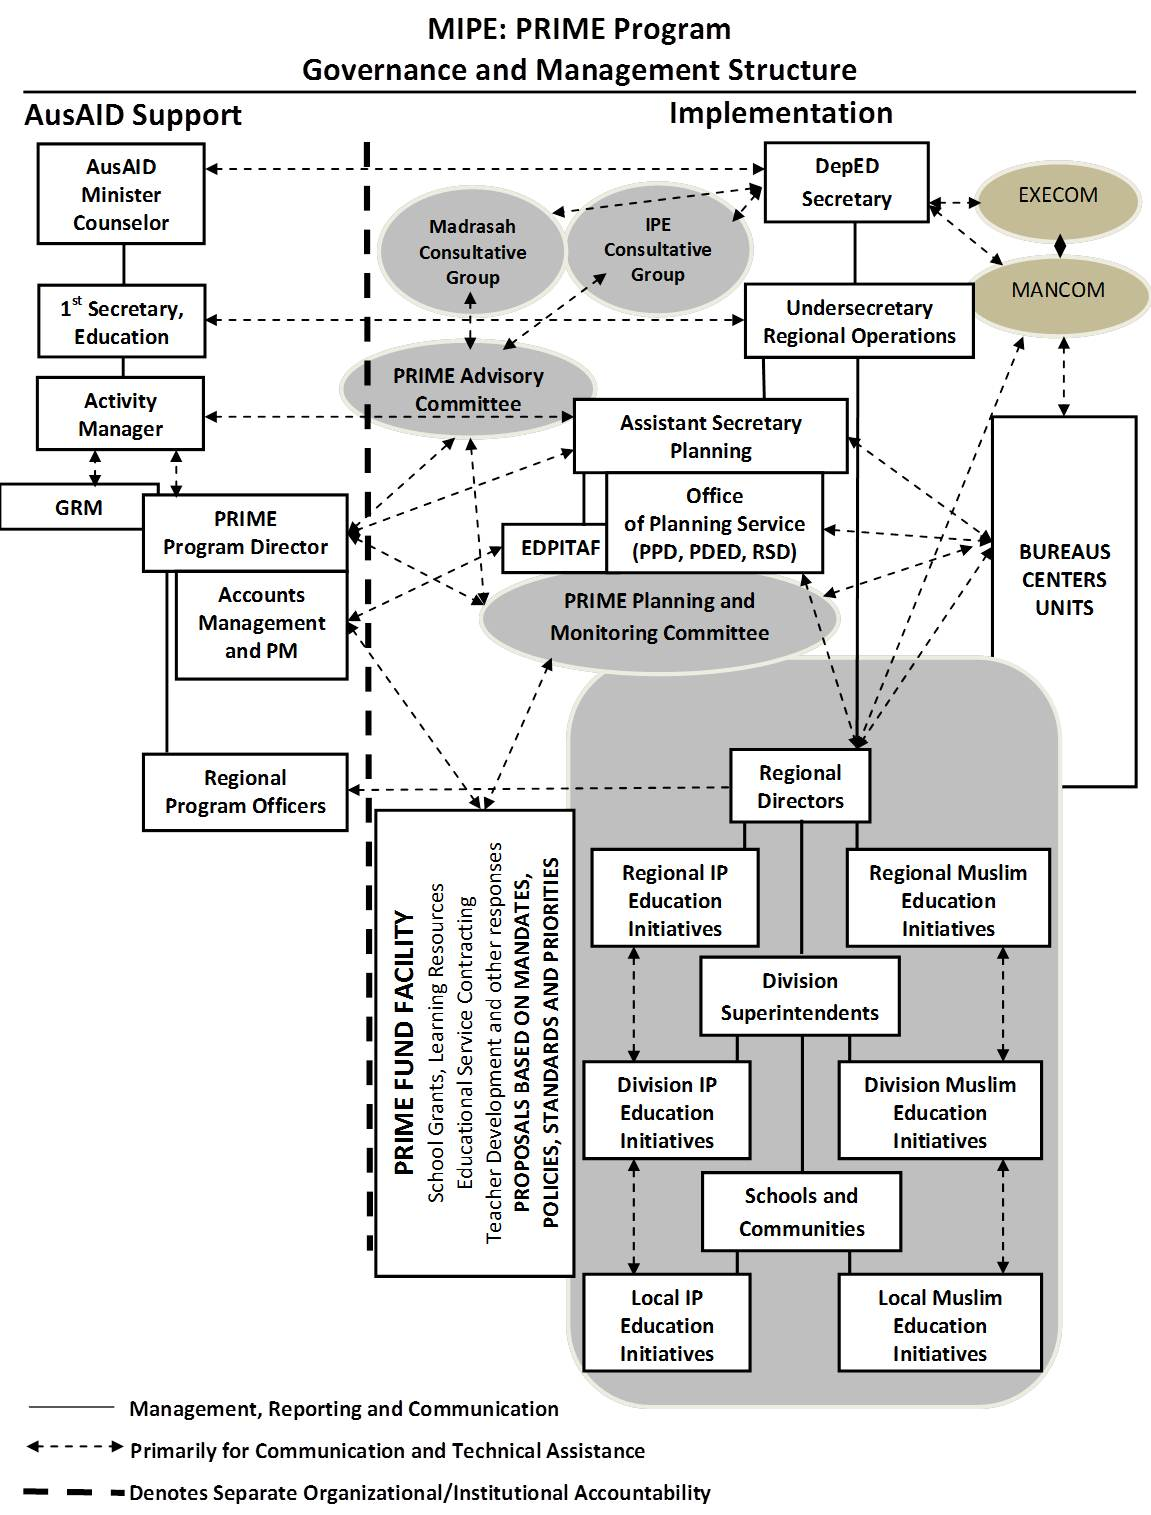 MIPE: PRIME Program
Governance and Management Structure
AusAID Support
Implementation
AusAID
Minister
Counselor
DepED
Secretary
EXECOM
Madrasah
Consultative
Group
IPE
Consultative
Group
MANCOM
1st Secretary,
Education
Undersecretary
Regional Operations
PRIME Advisory
Committee
Activity
Manager
Assistant Secretary
Planning
GRM
PRIME
Program Director
Office
of Planning Service
(PPD, PDED, RSD)
EDPITAF
BUREAUS
CENTERS
UNITS
Accounts
Management
and PM
PRIME Planning and
Monitoring Committee
Regional
Program Officers
Regional
Directors
PRIME FUND FACILITY
School Grants, Learning Resources
Educational Service Contracting
Teacher Development and other responses
PROPOSALS BASED ON MANDATES,
POLICIES, STANDARDS AND PRIORITIES
Regional IP
Education
Initiatives
Regional Muslim
Education
Initiatives
Division
Superintendents
Division IP
Education
Initiatives
Division Muslim
Education
Initiatives
Schools and
Communities
Local IP
Education
Initiatives
Local Muslim
Education
Initiatives
Management, Reporting and Communication
Primarily for Communication and Technical Assistance
Denotes Separate Organizational/Institutional Accountability